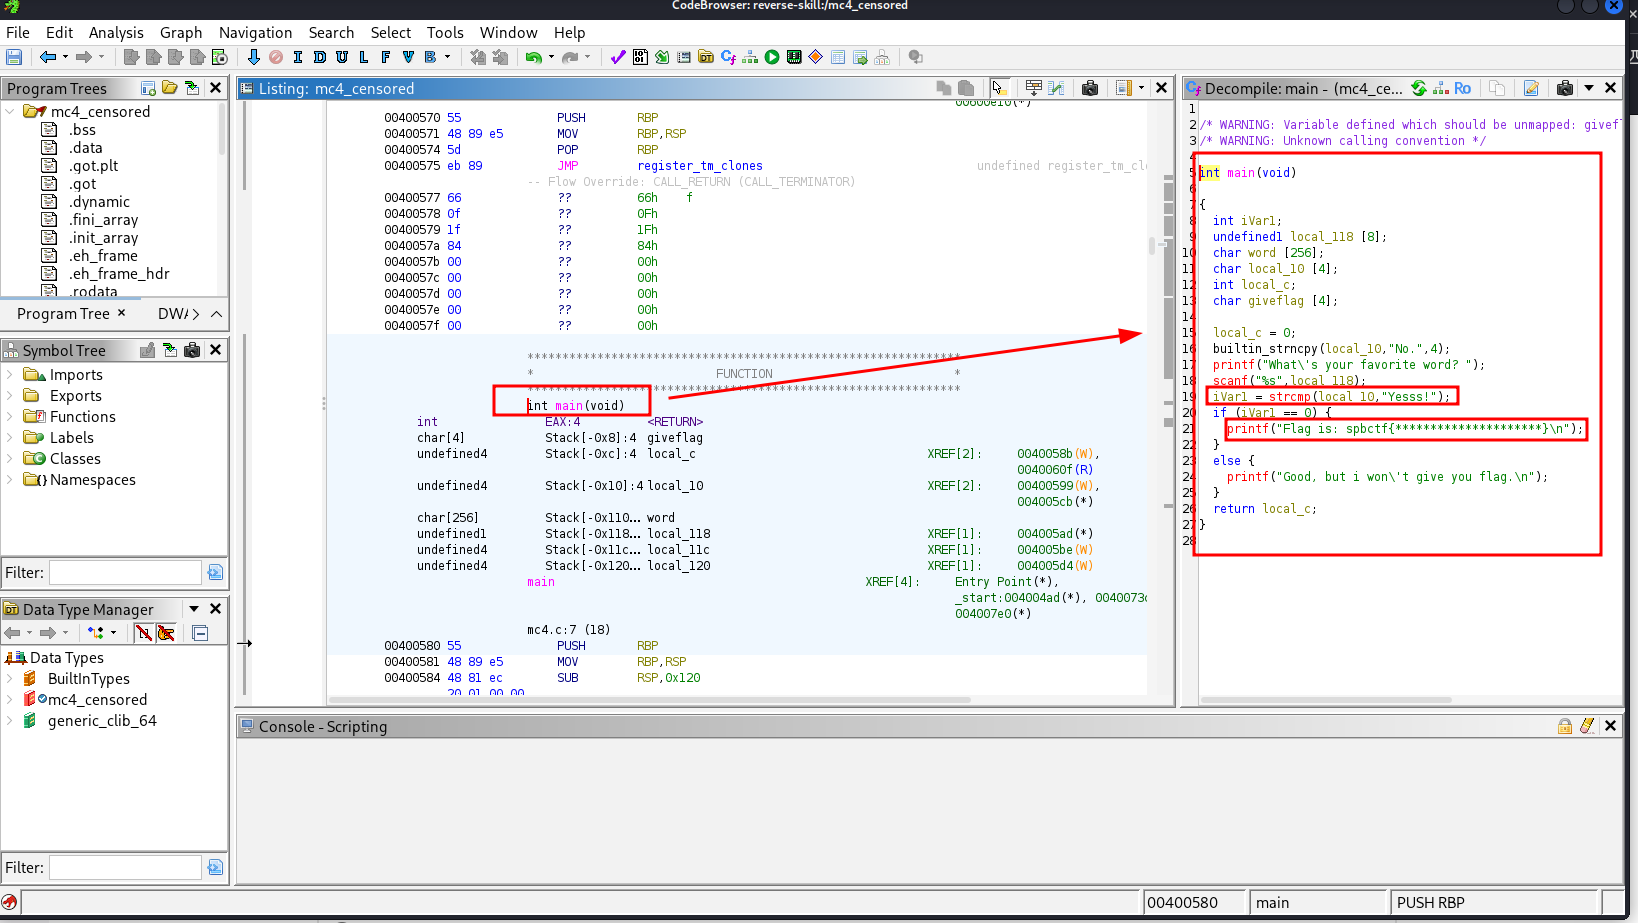 CodeBrowser: reverse-skill:/mc4_censored
File Edit Analysis Graph Navigation Search Select Tools Window Help
I D U L F V B
Program Trees
mc4_censored
.bss
.data
.got.plt
.got
.dynamic
.fini_array
.init_array
.eh_frame
.eh_frame_hdr
.rodata
Program Tree × DWA
Symbol Tree
Imports
Exports
Functions
Labels
Classes
Namespaces
Filter:
Data Type Manager
Data Types
BuiltInTypes
mc4_censored
generic_clib_64
Filter:
Listing: mc4_censored
00600e10(*)
00400570 55 PUSH RBP
00400571 48 89 e5 MOV RBP,RSP
00400574 5d POP RBP
00400575 eb 89 JMP register_tm_clones undefined register_tm_clo
-- Flow Override: CALL_RETURN (CALL_TERMINATOR)
00400577 66 ?? 66h f
00400578 0f ?? 0Fh
00400579 1f ?? 1Fh
0040057a 84 ?? 84h
0040057b 00 ?? 00h
0040057c 00 ?? 00h
0040057d 00 ?? 00h
0040057e 00 ?? 00h
0040057f 00 ?? 00h
**************************************************************
* FUNCTION *
**************************************************************
int main(void)
int EAX:4 <RETURN>
char[4] Stack[-0x8]:4 giveflag
undefined4 Stack[-0xc]:4 local_c XREF[2]: 0040058b(W),
0040060f(R)
undefined4 Stack[-0x10]:4 local_10 XREF[2]: 00400599(W),
004005cb(*)
char[256] Stack[-0x110... word
undefined1 Stack[-0x118... local_118 XREF[1]: 004005ad(*)
undefined4 Stack[-0x11c... local_11c XREF[1]: 004005be(W)
undefined4 Stack[-0x120... local_120 XREF[1]: 004005d4(W)
main XREF[4]: Entry Point(*),
_start:004004ad(*), 0040073c
004007e0(*)
mc4.c:7 (18)
00400580 55 PUSH RBP
00400581 48 89 e5 MOV RBP,RSP
00400584 48 81 ec SUB RSP,0x120
20 01 00 00
Decompile: main - (mc4_ce...
Ro
1
2 /* WARNING: Variable defined which should be unmapped: givefl
3 /* WARNING: Unknown calling convention */
4
5 int main(void)
6
7 {
8 int iVar1;
9 undefined1 local_118 [8];
10 char word [256];
11 char local_10 [4];
12 int local_c;
13 char giveflag [4];
14
15 local_c = 0;
16 builtin_strncpy(local_10,"No.",4);
17 printf("What\'s your favorite word? ");
18 scanf("%s",local_118);
19 iVar1 = strcmp(local_10,"Yesss!");
20 if (iVar1 == 0) {
21 printf("Flag is: spbctf{*********************}\n");
22 }
23 else {
24 printf("Good, but i won\'t give you flag.\n");
25 }
26 return local_c;
27 }
28
Console - Scripting
00400580 main PUSH RBP